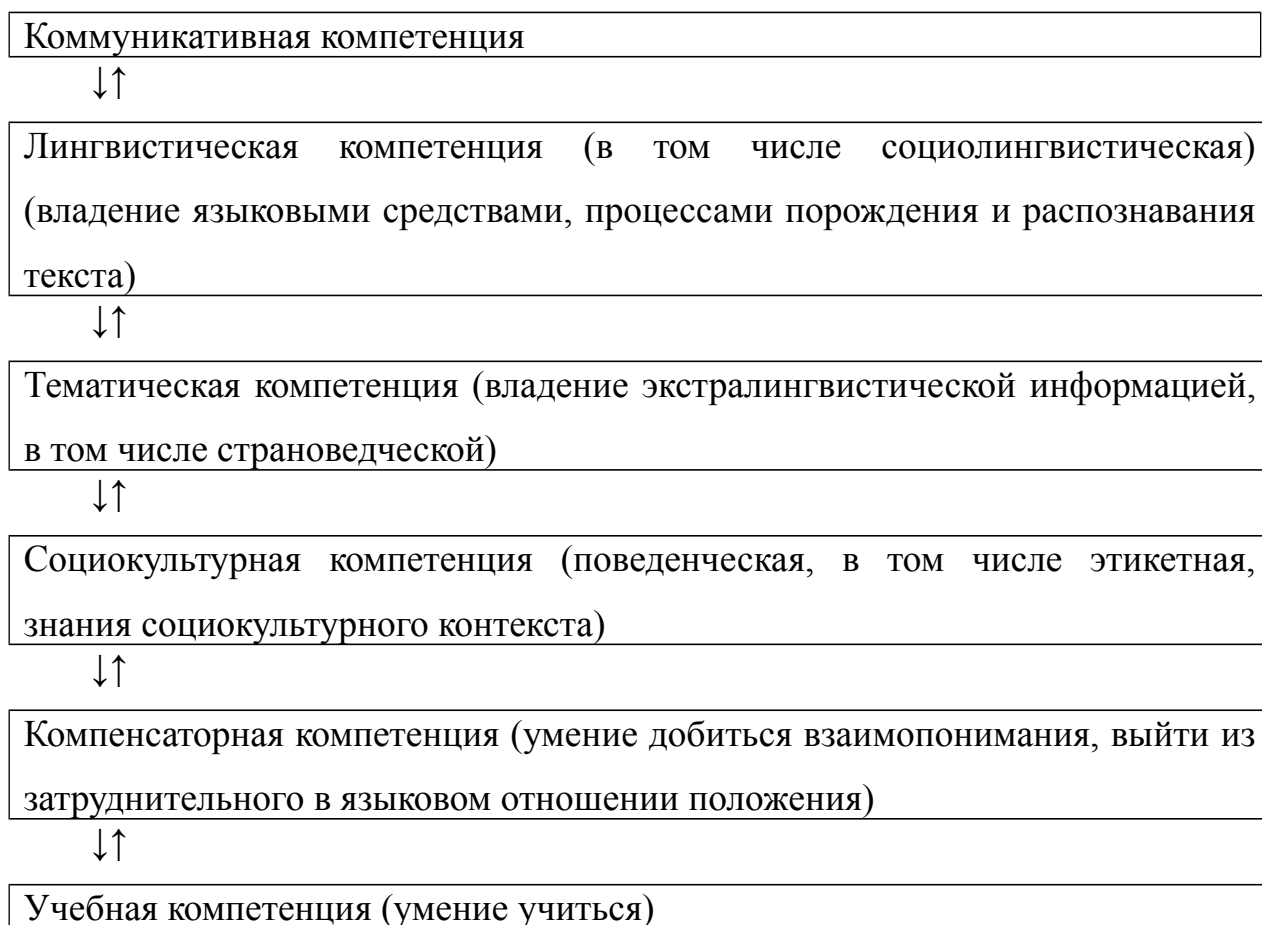 Коммуникативная компетенция
↓↑
Лингвистическая компетенция (в том числе социолингвистическая)
(владение языковыми средствами, процессами порождения и распознавания
текста)
↓↑
Тематическая компетенция (владение экстралингвистической информацией,
в том числе страноведческой)
↓↑
Социокультурная компетенция (поведенческая, в том числе этикетная,
знания социокультурного контекста)
↓↑
Компенсаторная компетенция (умение добиться взаимопонимания, выйти из
затруднительного в языковом отношении положения)
↓↑
Учебная компетенция (умение учиться)